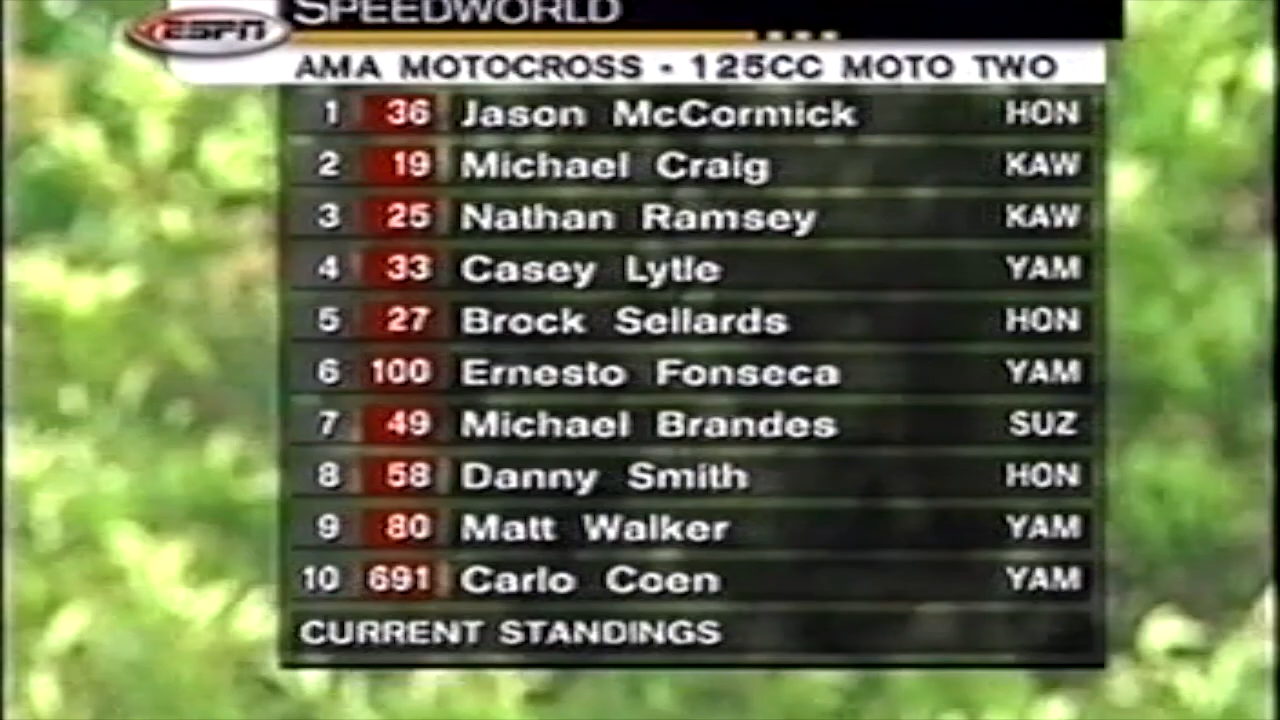 SPEEDWORLD
ESPN
AMA MOTOCROSS - 125CC MOTO TWO
1 36 Jason McCormick HON
2 19 Michael Craig KAW
3 25 Nathan Ramsey KAW
4 33 Casey Lytle YAM
5 27 Brock Sellards HON
6 100 Ernesto Fonseca YAM
7 49 Michael Brandes SUZ
8 58 Danny Smith HON
9 80 Matt Walker YAM
10 691 Carlo Coen YAM
CURRENT STANDINGS